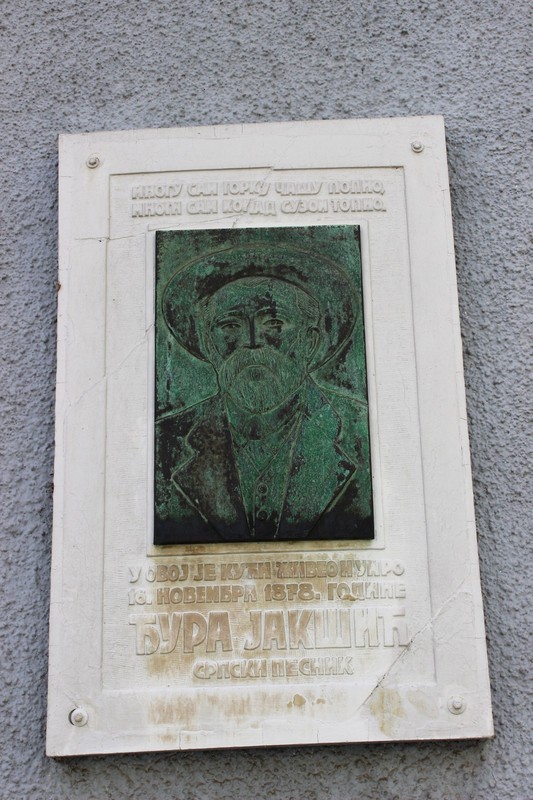 МНОГУ САМ ГОРКУ ЧАШУ ПОПИО,
МНОГИ САМ КОМАД СУЗОМ ТОПИО.
У ОВОЈ ЈЕ КУЋИ ЖИВЕО И УМРО
16. НОВЕМБРА 1878. ГОДИНЕ
ЂУРА ЈАКШИЋ
СРПСКИ ПЕСНИК